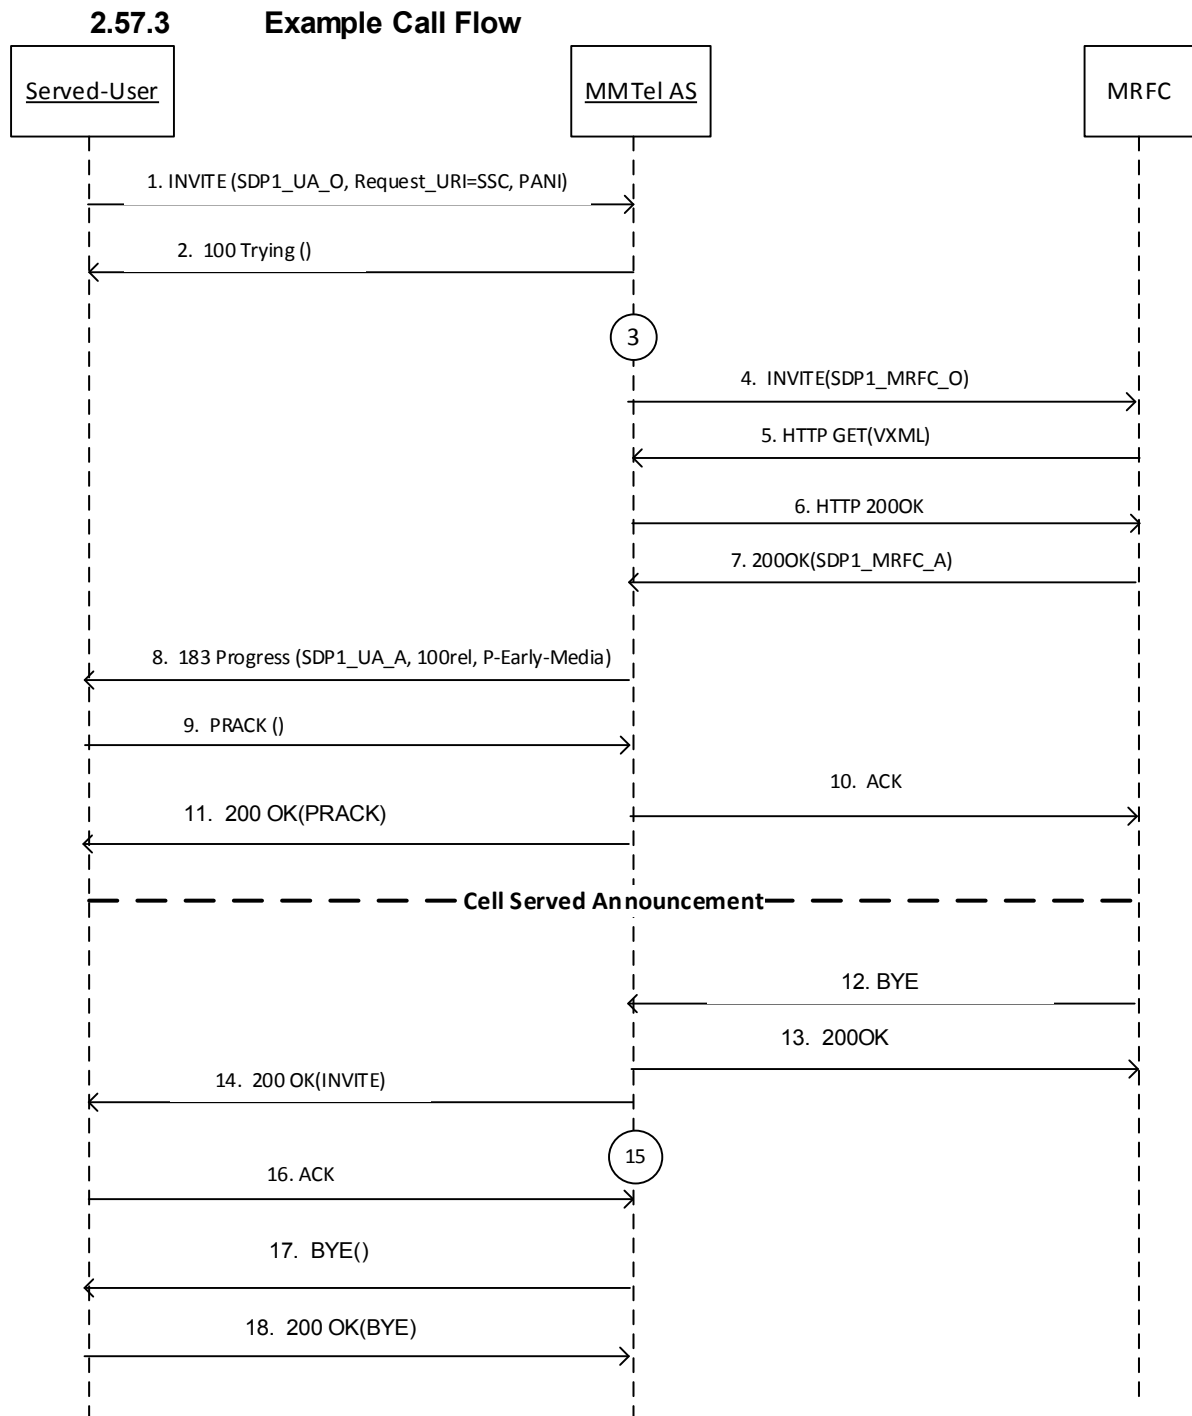 2.57.3 Example Call Flow
Served-User
MMTel AS
MRFC
1. INVITE (SDP1_UA_O, Request_URI=SSC, PANI)
2. 100 Trying ()
3
4. INVITE(SDP1_MRFC_O)
5. HTTP GET(VXML)
6. HTTP 200OK
7. 200OK(SDP1_MRFC_A)
8. 183 Progress (SDP1_UA_A, 100rel, P-Early-Media)
9. PRACK ()
10. ACK
11. 200 OK(PRACK)
Cell Served Announcement
12. BYE
13. 200OK
14. 200 OK(INVITE)
15
16. ACK
17. BYE()
18. 200 OK(BYE)